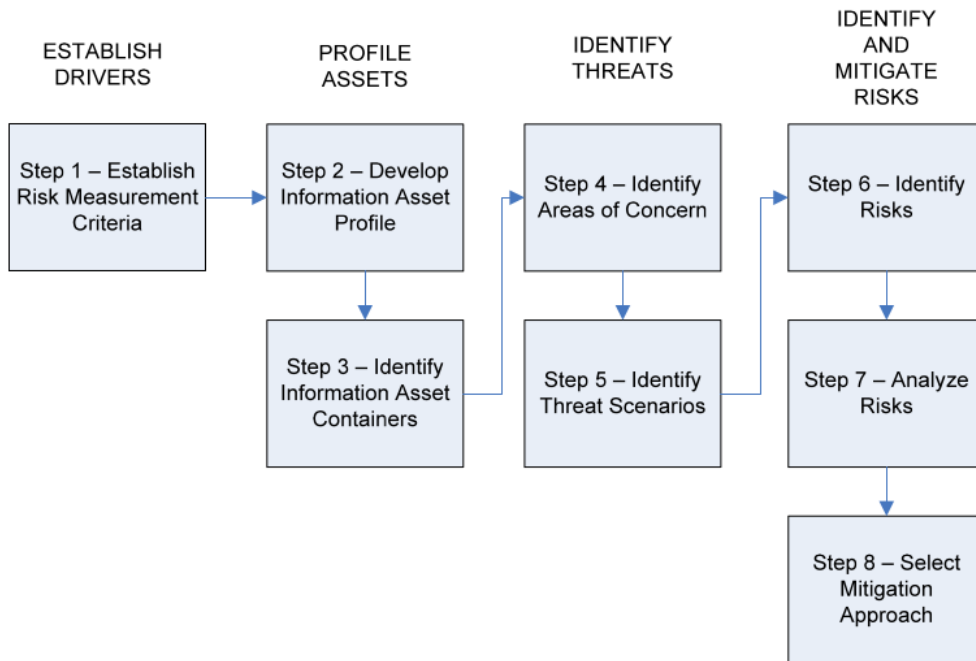 ESTABLISH
DRIVERS
PROFILE
ASSETS
IDENTIFY
THREATS
IDENTIFY
AND
MITIGATE
RISKS
Step 1 – Establish
Risk Measurement
Criteria
Step 2 – Develop
Information Asset
Profile
Step 3 – Identify
Information Asset
Containers
Step 4 – Identify
Areas of Concern
Step 5 – Identify
Threat Scenarios
Step 6 – Identify
Risks
Step 7 – Analyze
Risks
Step 8 – Select
Mitigation
Approach